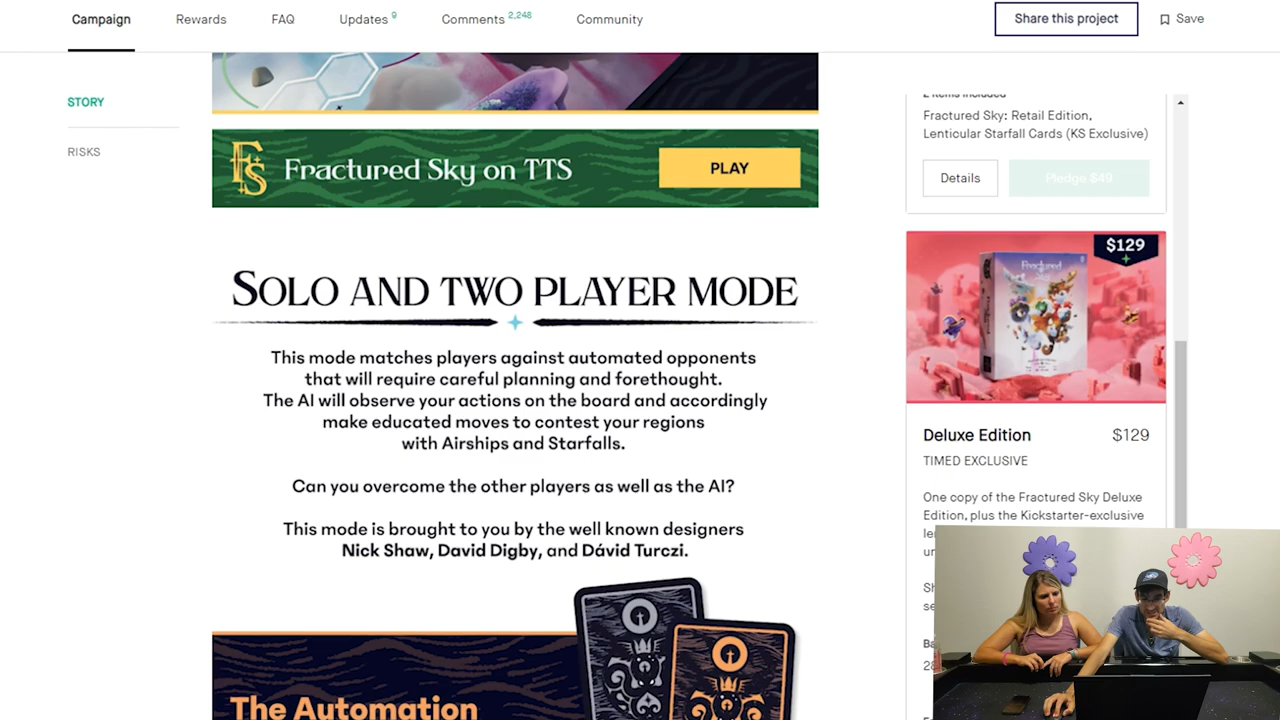 Campaign
Rewards
FAQ
Updates 9
Comments 2,248
Community
Share this project
Save
STORY
RISKS
FS
Fractured Sky on TTS
PLAY
SOLO AND TWO PLAYER MODE
This mode matches players against automated opponents
that will require careful planning and forethought.
The AI will observe your actions on the board and accordingly
make educated moves to contest your regions
with Airships and Starfalls.
Can you overcome the other players as well as the AI?
This mode is brought to you by the well known designers
Nick Shaw, David Digby, and Dávid Turczi.
The Automation
2 items included
Fractured Sky: Retail Edition,
Lenticular Starfall Cards (KS Exclusive)
Details
Pledge $49
$129
Fractured
Sky
Deluxe Edition
$129
TIMED EXCLUSIVE
One copy of the Fractured Sky Deluxe
Edition, plus the Kickstarter-exclusive